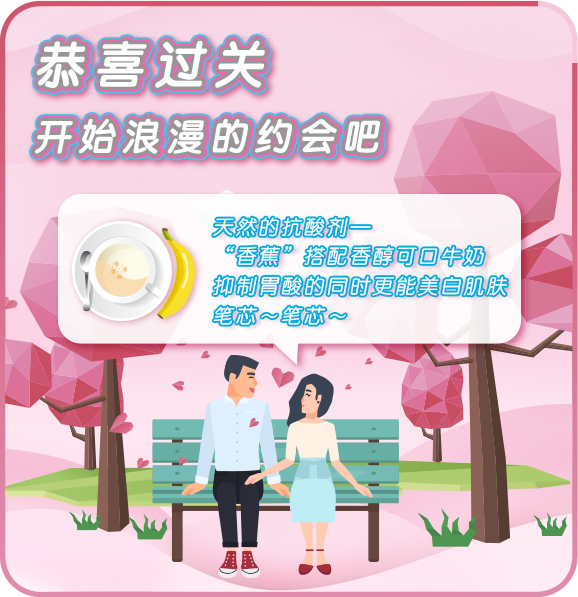 恭喜过关
开始浪漫的约会吧
天然的抗酸剂—
“香蕉”搭配香醇可口牛奶
抑制胃酸的同时更能美白肌肤
笔芯～笔芯～